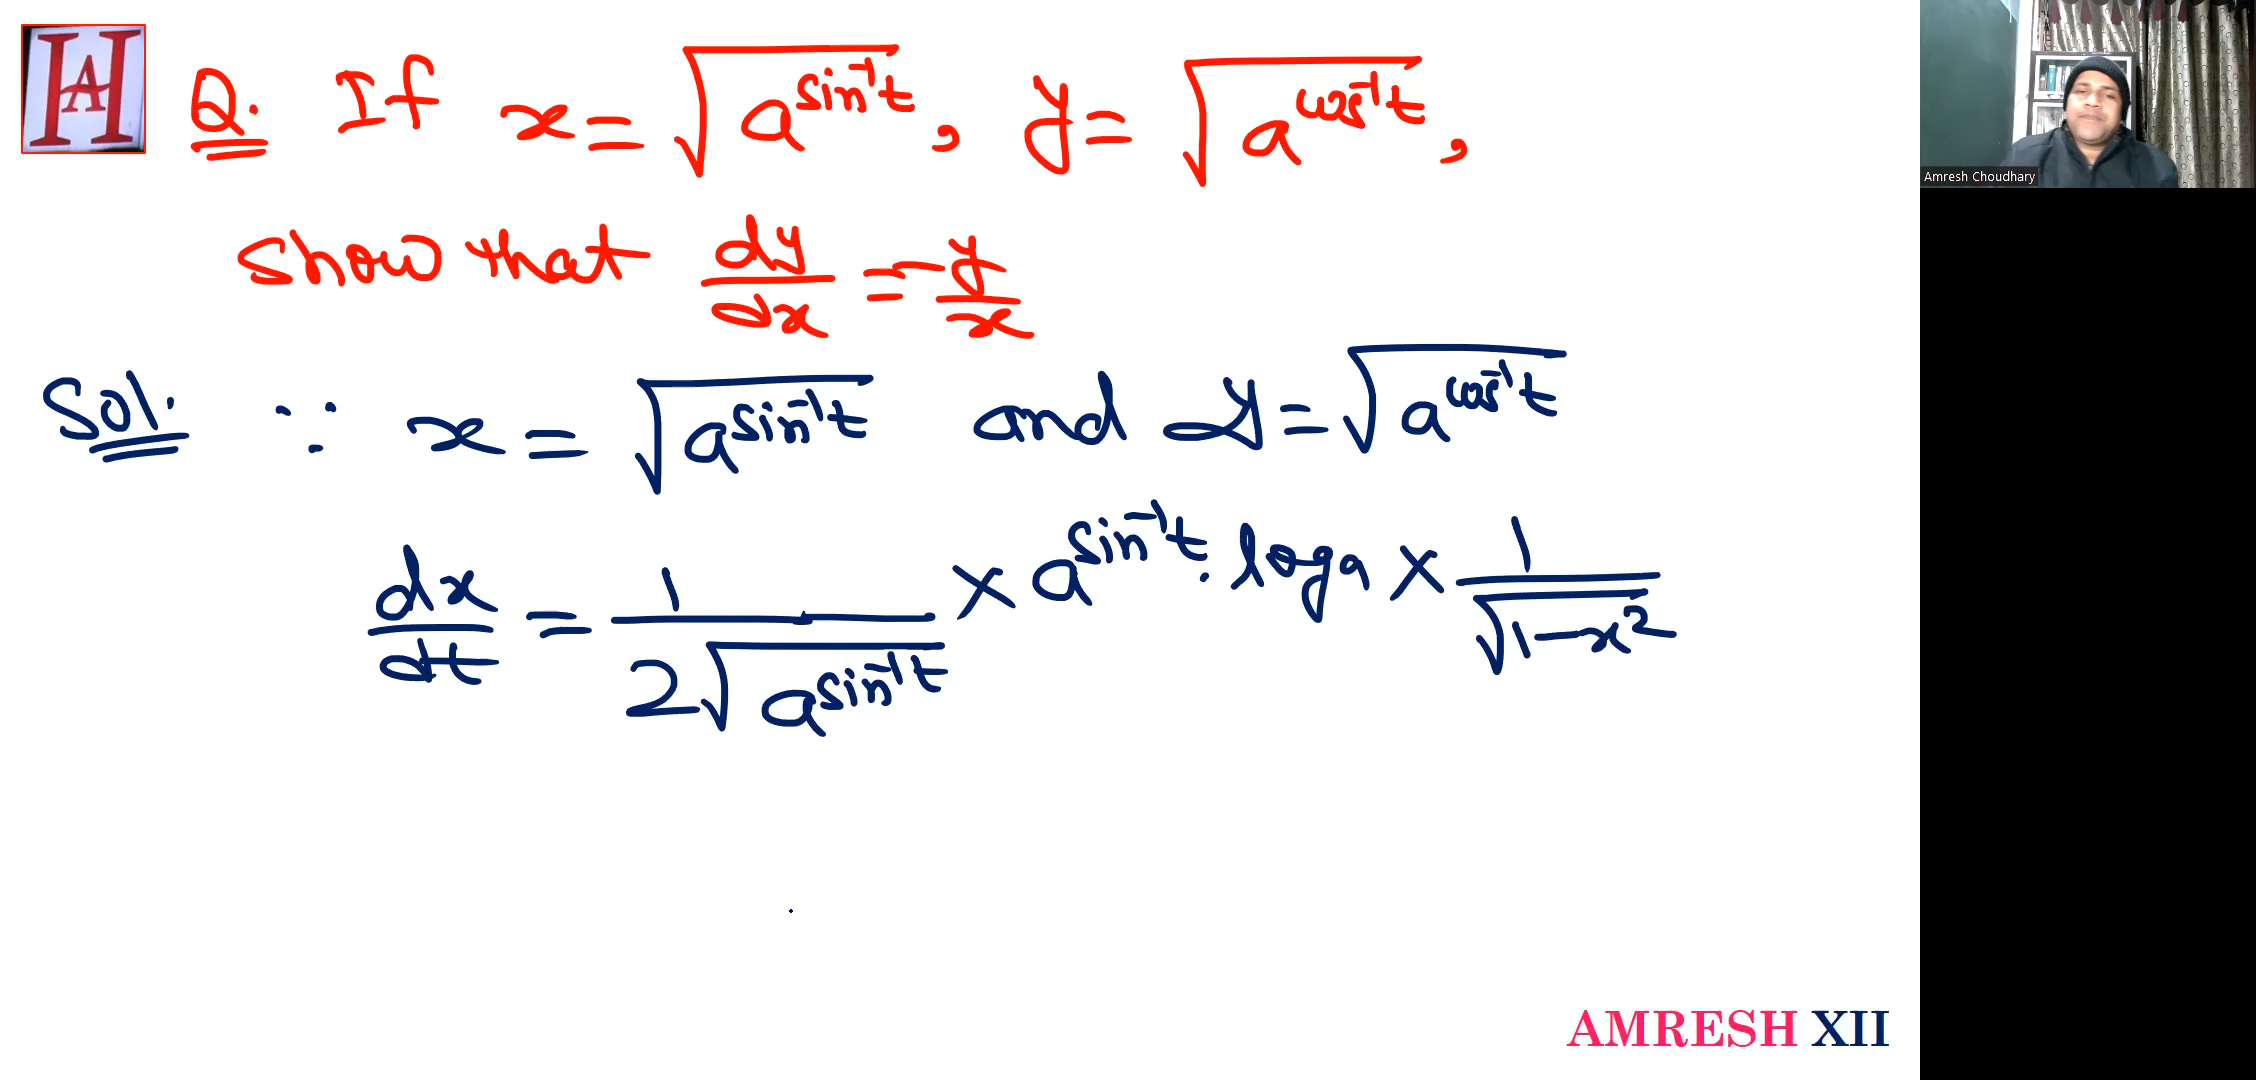 HA
Q. If x = √(a^(sin⁻¹t)), y = √(a^(cos⁻¹t)),
show that dy/dx = -y/x
Sol. ∵ x = √(a^(sin⁻¹t)) and y = √(a^(cos⁻¹t))
dx/dt = 1/(2√(a^(sin⁻¹t))) × a^(sin⁻¹t) . log a × 1/√(1-x²)
Amresh Choudhary
AMRESH XII